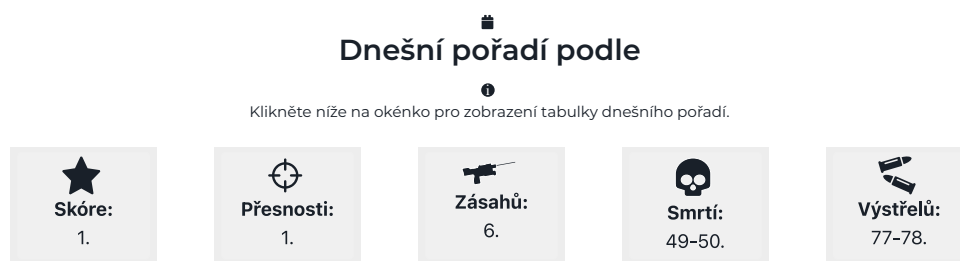 Dnešní pořadí podle
Klikněte níže na okénko pro zobrazení tabulky dnešního pořadí.
Skóre:
1.
Přesnosti:
1.
Zásahů:
6.
Smrtí:
49-50.
Výstřelů:
77-78.